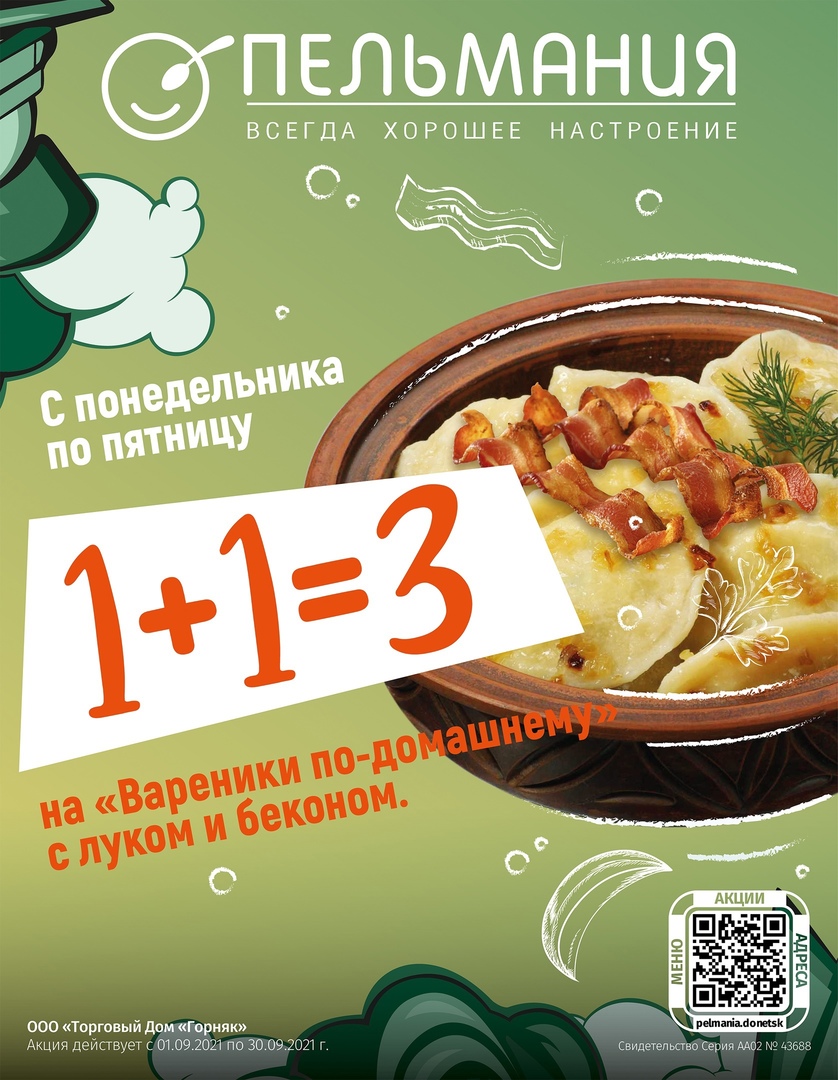 ПЕЛЬМАНИЯ
ВСЕГДА ХОРОШЕЕ НАСТРОЕНИЕ
С понедельника
по пятницу
1+1=3
на «Вареники по-домашнему»
с луком и беконом.
АКЦИИ
МЕНЮ
АДРЕСА
pelmania.donetsk
ООО «Торговый Дом «Горняк»
Акция действует с 01.09.2021 по 30.09.2021 г.
Свидетельство Серия АА02 № 43688